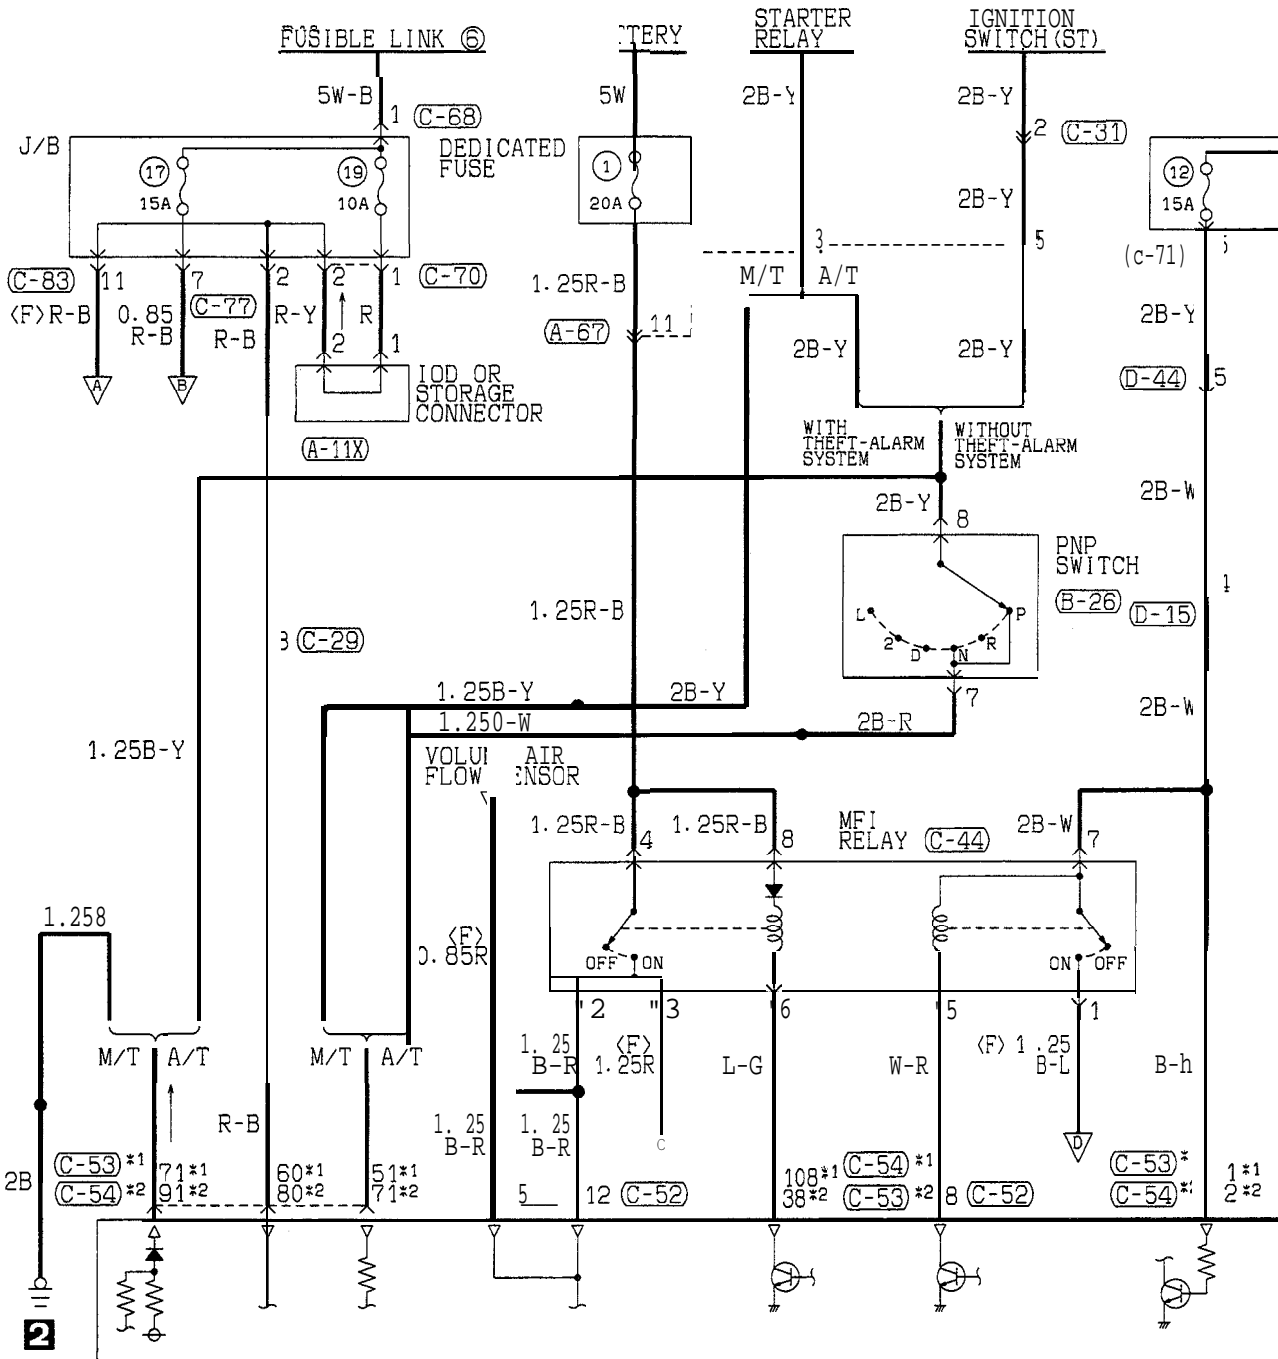 FUSIBLE LINK ⑥
TTERY
STARTER
RELAY
IGNITION
SWITCH(ST)
5W-B
5W
2B-Y
2B-Y
1
C-68
2
C-31
J/B
DEDICATED
FUSE
17
15A
19
10A
1
20A
12
15A
2B-Y
3
5
(c-71)
C-83
11
7
2
2
1
C-70
M/T
A/T
1.25R-B
<F>R-B
0.85
R-B
C-77
R-B
R-Y
R
A-67
11
2B-Y
2B-Y
2B-Y
2
1
A
B
IOD OR
STORAGE
CONNECTOR
D-44
5
A-11X
WITH
THEFT-ALARM
SYSTEM
WITHOUT
THEFT-ALARM
SYSTEM
2B-Y
8
2B-W
PNP
SWITCH
B-26
D-15
1.25R-B
L
2
D
N
R
P
C-29
7
1.25B-Y
2B-Y
1.250-W
2B-R
2B-W
1.25B-Y
VOLUM AIR
FLOW ENSOR
1.25R-B
4
1.25R-B
8
MFI
RELAY
C-44
2B-W
7
1.258
<F>
0.85R
OFF
ON
ON
OFF
"2
"3
6
5
1
M/T
A/T
M/T
A/T
1.25
B-R
<F>
1.25R
L-G
W-R
<F> 1.25
B-L
B-h
R-B
1.25
B-R
1.25
B-R
C
D
C-53 *1
C-54 *2
71*1
91*2
60*1
80*2
51*1
71*2
5
12
C-52
108*1
38*2
C-54 *1
C-53 *2
8
C-52
C-53 *
C-54 *
1*1
2*2
2B
2